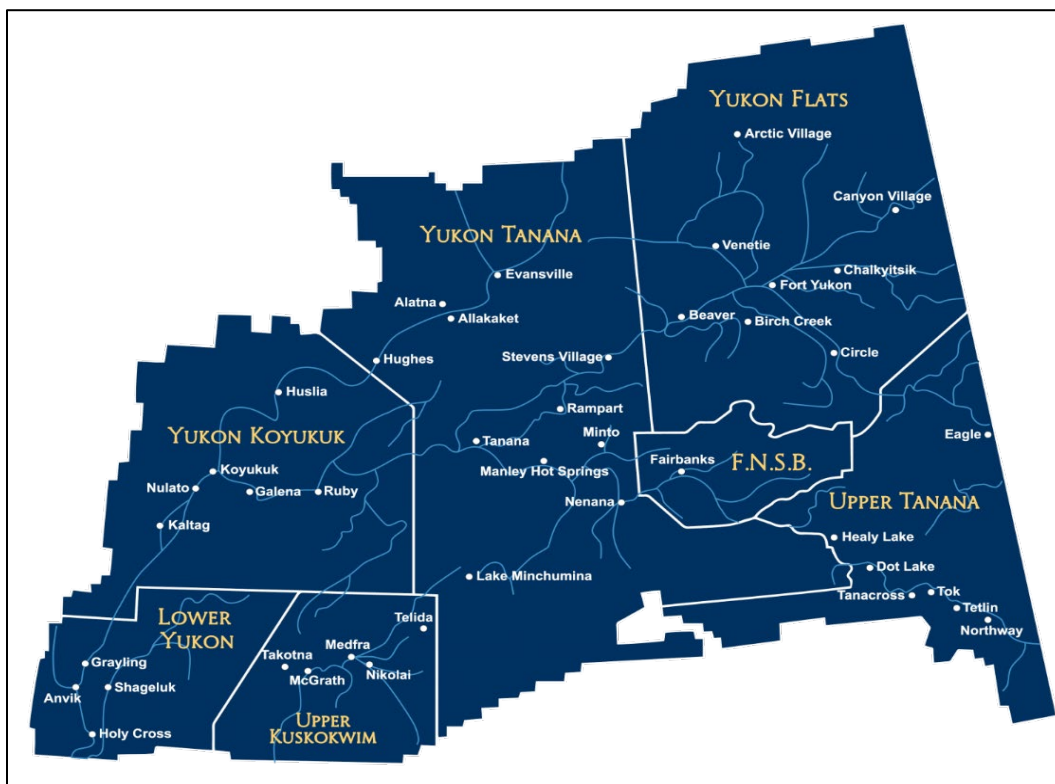 YUKON FLATS
Arctic Village
Canyon Village
YUKON TANANA
Venetie
Evansville
Chalkyitsik
Fort Yukon
Alatna
Allakaket
Beaver
Birch Creek
Stevens Village
Circle
Hughes
Huslia
Rampart
YUKON KOYUKUK
Tanana
Minto
Eagle
Manley Hot Springs
Fairbanks
F.N.S.B.
Koyukuk
Nulato
Galena
Ruby
Nenana
UPPER TANANA
Kaltag
Healy Lake
Lake Minchumina
Dot Lake
Tanacross
Tok
Tetlin
Northway
LOWER
YUKON
Telida
Medfra
Takotna
McGrath
Nikolai
Grayling
Anvik
Shageluk
UPPER
KUSKOKWIM
Holy Cross